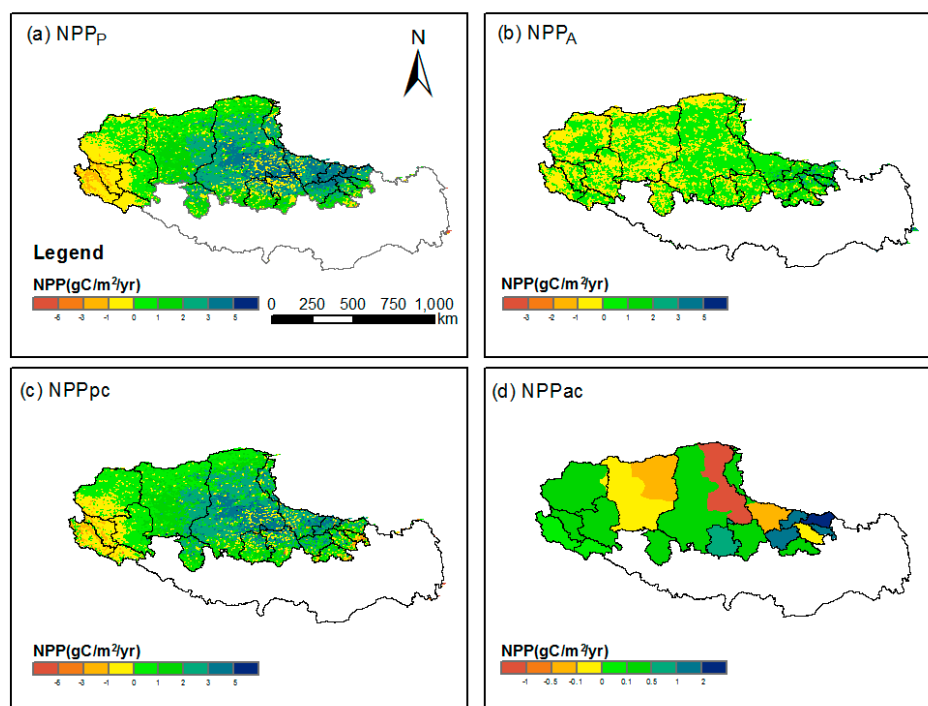 (a) NPPP
N
Legend
NPP(gC/m²/yr)
-5 -3 -1 0 1 2 3 5
0 250 500 750 1,000
km
(b) NPPA
NPP(gC/m²/yr)
-3 -2 -1 0 1 2 3 5
(c) NPPpc
NPP(gC/m²/yr)
-5 -3 -1 0 1 2 3 5
(d) NPPac
NPP(gC/m²/yr)
-1 -0.5 -0.1 0 0.1 0.5 1 2